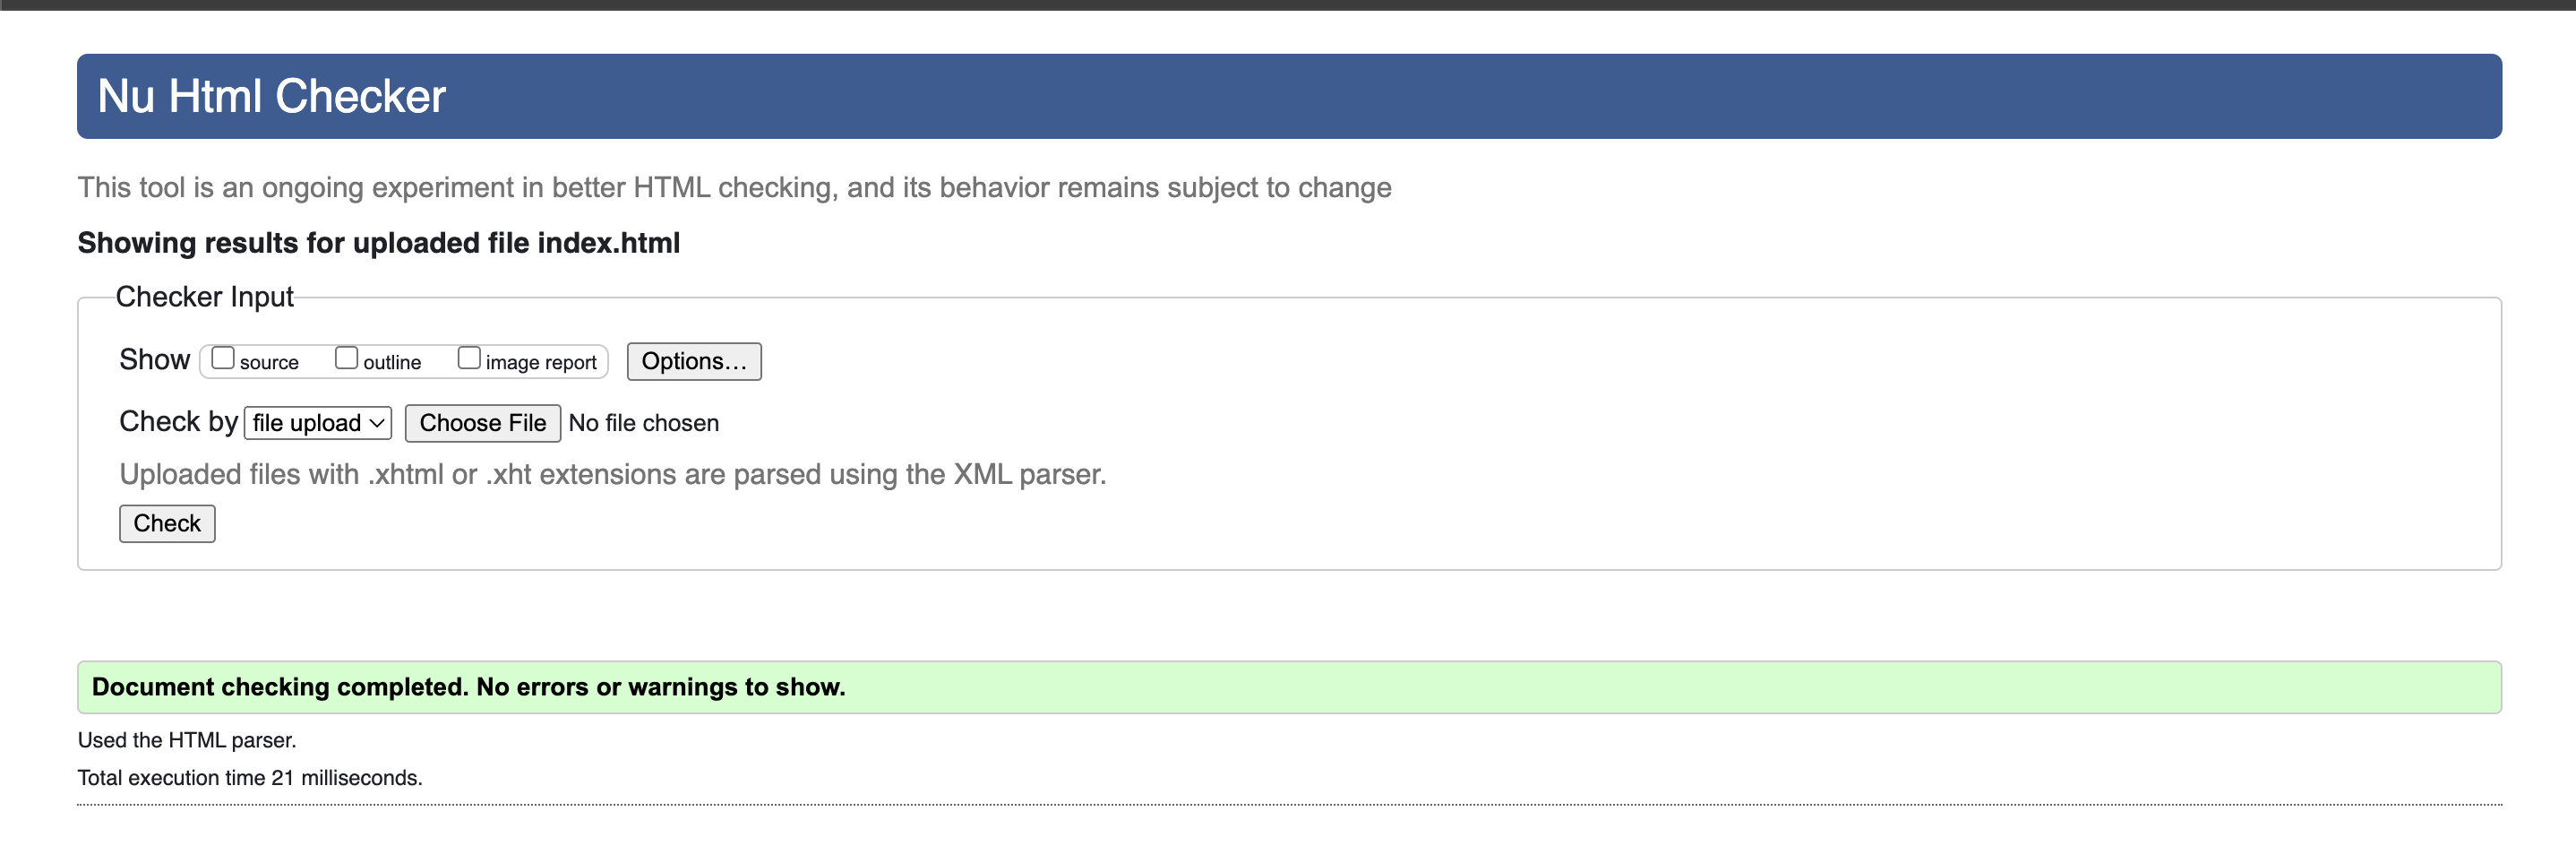 Nu Html Checker
This tool is an ongoing experiment in better HTML checking, and its behavior remains subject to change
Showing results for uploaded file index.html
Checker Input
Show source outline image report Options...
Check by file upload Choose File No file chosen
Uploaded files with .xhtml or .xht extensions are parsed using the XML parser.
Check
Document checking completed. No errors or warnings to show.
Used the HTML parser.
Total execution time 21 milliseconds.